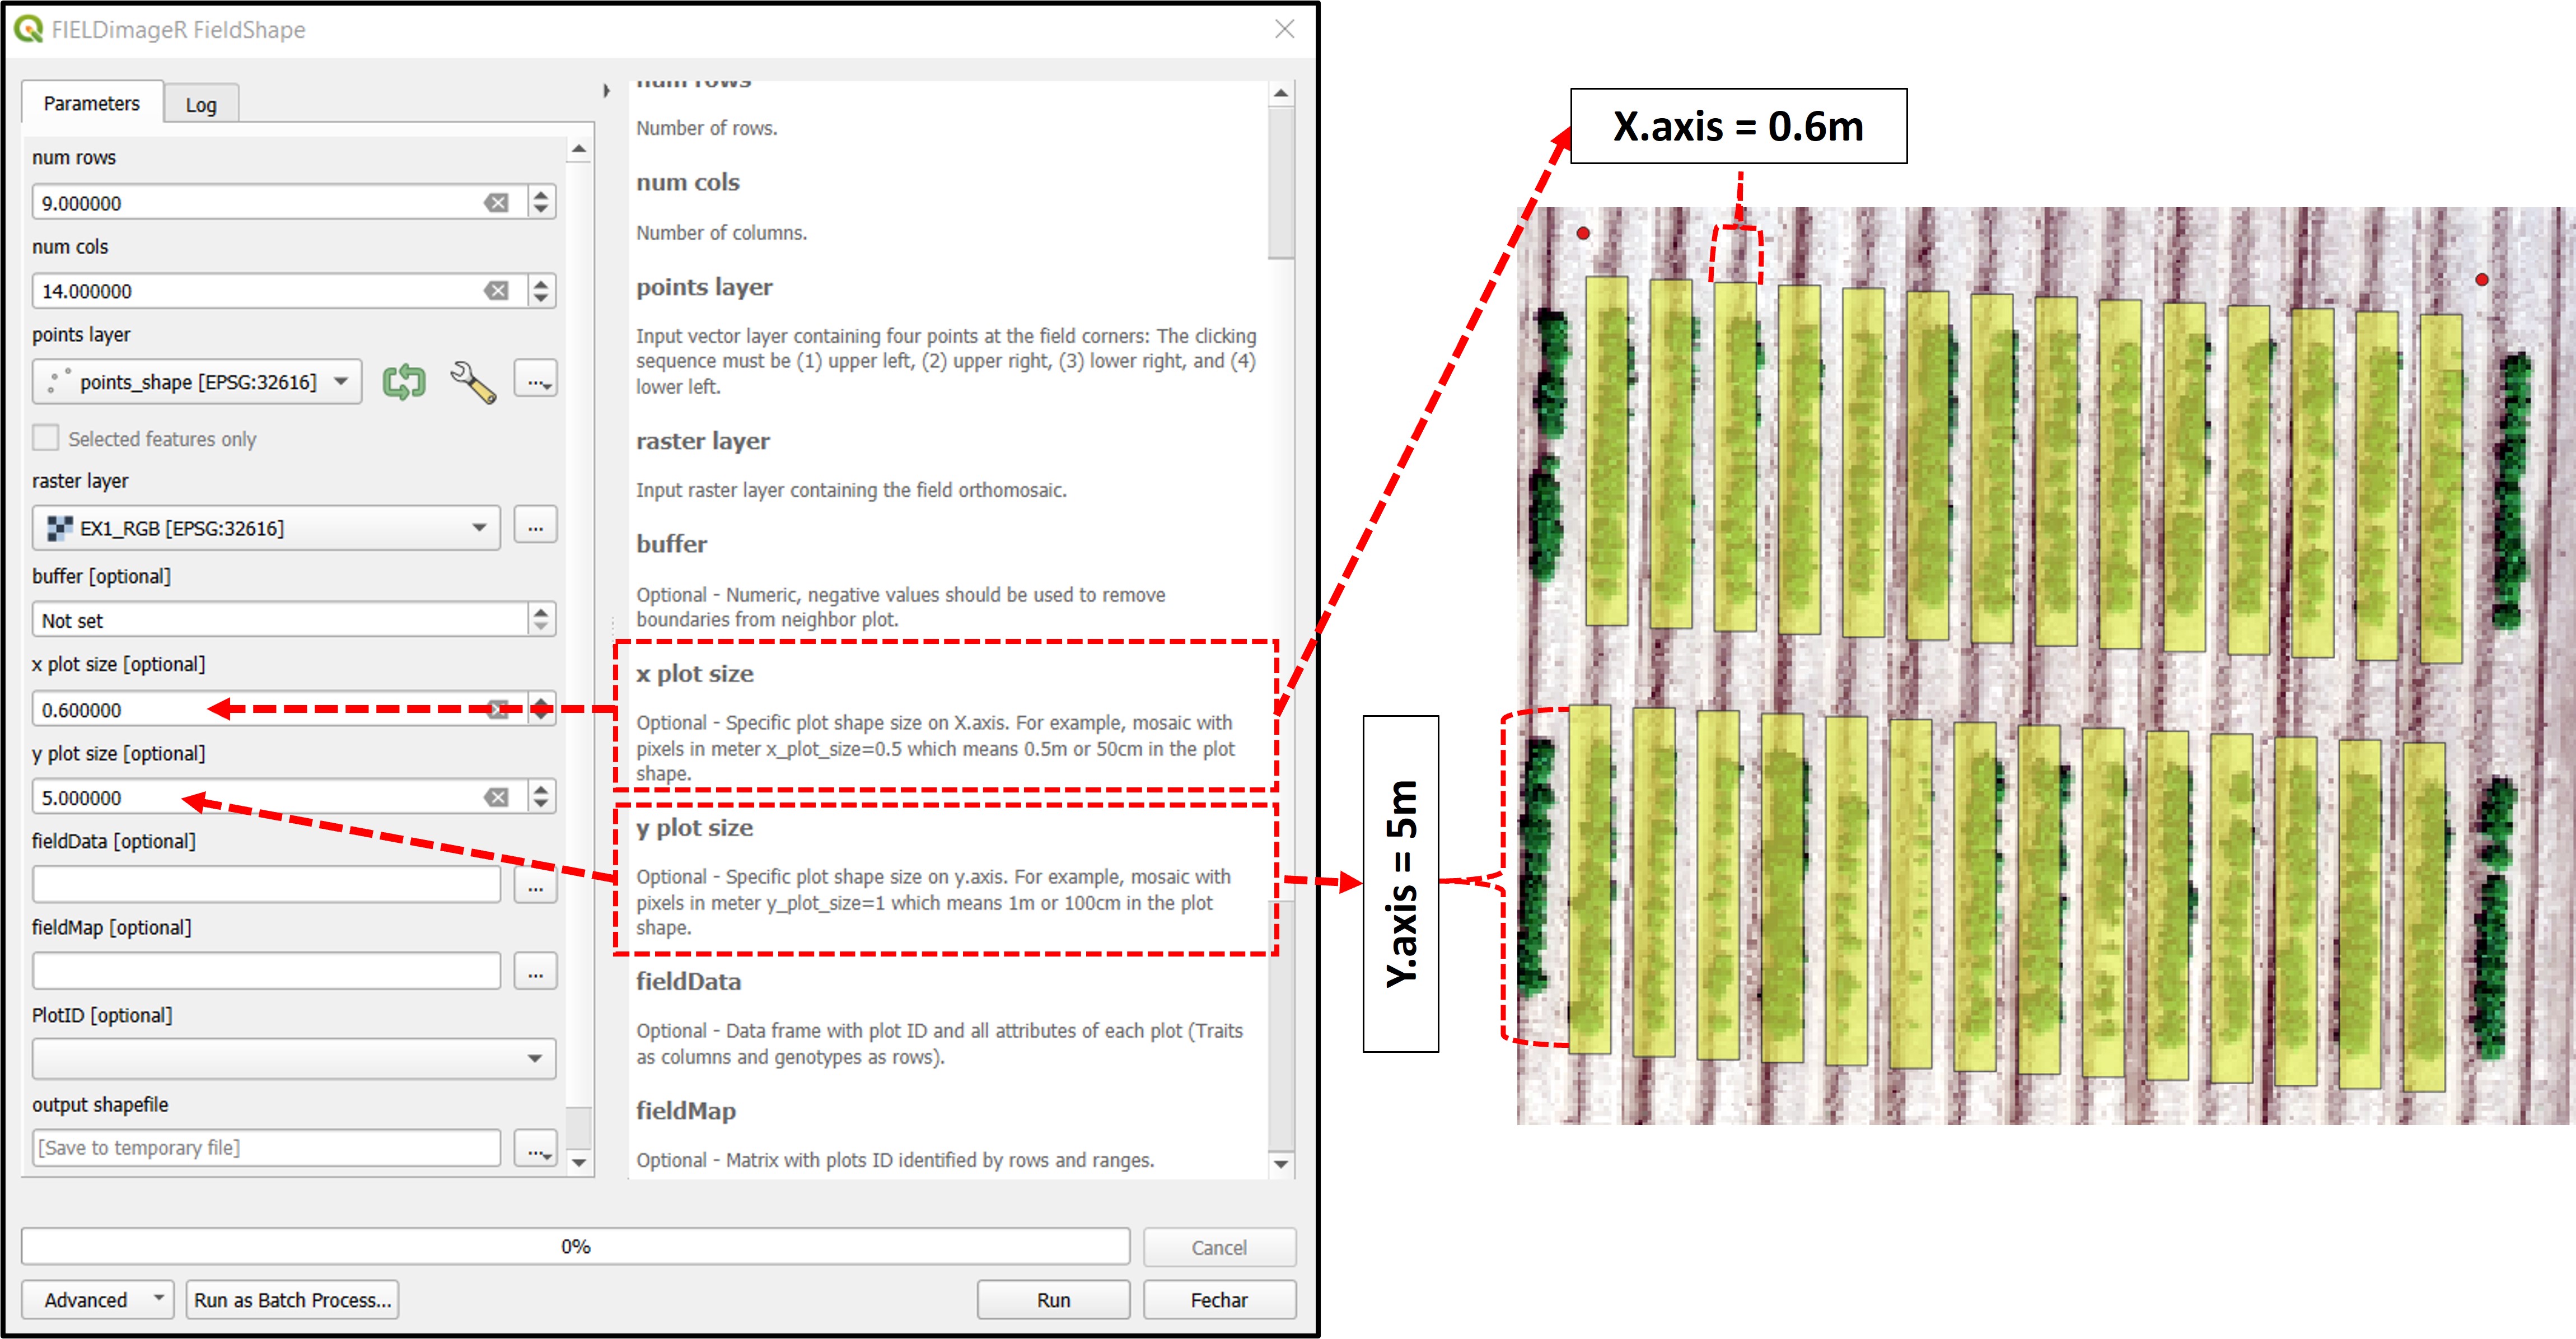 FIELDimageR FieldShape
Parameters
Log
num rows
9.000000
num cols
14.000000
points layer
points_shape [EPSG:32616]
...
Selected features only
raster layer
EX1_RGB [EPSG:32616]
...
buffer [optional]
Not set
x plot size [optional]
0.600000
y plot size [optional]
5.000000
fieldData [optional]
...
fieldMap [optional]
...
PlotID [optional]
output shapefile
[Save to temporary file]
...
num rows
Number of rows.
num cols
Number of columns.
points layer
Input vector layer containing four points at the field corners: The clicking
sequence must be (1) upper left, (2) upper right, (3) lower right, and (4)
lower left.
raster layer
Input raster layer containing the field orthomosaic.
buffer
Optional - Numeric, negative values should be used to remove
boundaries from neighbor plot.
x plot size
Optional - Specific plot shape size on X.axis. For example, mosaic with
pixels in meter x_plot_size=0.5 which means 0.5m or 50cm in the plot
shape.
y plot size
Optional - Specific plot shape size on y.axis. For example, mosaic with
pixels in meter y_plot_size=1 which means 1m or 100cm in the plot
shape.
fieldData
Optional - Data frame with plot ID and all attributes of each plot (Traits
as columns and genotypes as rows).
fieldMap
Optional - Matrix with plots ID identified by rows and ranges.
0%
Cancel
Advanced
Run as Batch Process...
Run
Fechar
X.axis = 0.6m
Y.axis = 5m